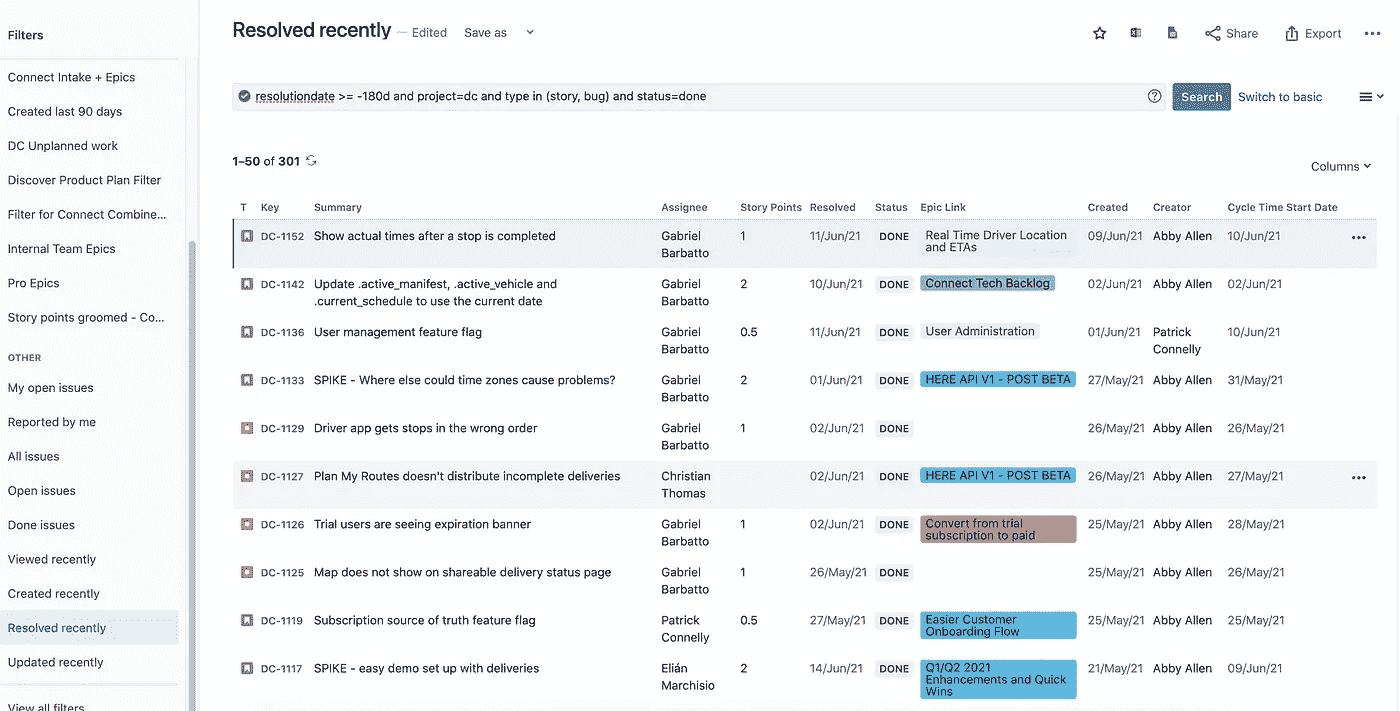 Filters
Connect Intake + Epics
Created last 90 days
DC Unplanned work
Discover Product Plan Filter
Filter for Connect Combine...
Internal Team Epics
Pro Epics
Story points groomed - Co...
OTHER
My open issues
Reported by me
All issues
Open issues
Done issues
Viewed recently
Created recently
Resolved recently
Updated recently
View all filters
Resolved recently — Edited Save as
Share Export
resolutiondate >= -180d and project=dc and type in (story, bug) and status=done
Search Switch to basic
1–50 of 301
Columns
T Key Summary Assignee Story Points Resolved Status Epic Link Created Creator Cycle Time Start Date
DC-1152 Show actual times after a stop is completed Gabriel 1 11/Jun/21 DONE Real Time Driver Location 09/Jun/21 Abby Allen 10/Jun/21
Barbatto and ETAs
DC-1142 Update .active_manifest, .active_vehicle and Gabriel 2 10/Jun/21 DONE Connect Tech Backlog 02/Jun/21 Abby Allen 02/Jun/21
.current_schedule to use the current date Barbatto
DC-1136 User management feature flag Gabriel 0.5 11/Jun/21 DONE User Administration 01/Jun/21 Patrick 10/Jun/21
Barbatto Connelly
DC-1133 SPIKE - Where else could time zones cause problems? Gabriel 2 01/Jun/21 DONE HERE API V1 - POST BETA 27/May/21 Abby Allen 31/May/21
Barbatto
DC-1129 Driver app gets stops in the wrong order Gabriel 1 02/Jun/21 DONE 26/May/21 Abby Allen 26/May/21
Barbatto
DC-1127 Plan My Routes doesn't distribute incomplete deliveries Christian 02/Jun/21 DONE HERE API V1 - POST BETA 26/May/21 Abby Allen 27/May/21
Thomas
DC-1126 Trial users are seeing expiration banner Gabriel 1 02/Jun/21 DONE Convert from trial 25/May/21 Abby Allen 28/May/21
Barbatto subscription to paid
DC-1125 Map does not show on shareable delivery status page Gabriel 1 26/May/21 DONE 25/May/21 Abby Allen 26/May/21
Barbatto
DC-1119 Subscription source of truth feature flag Patrick 0.5 27/May/21 DONE Easier Customer 25/May/21 Abby Allen 25/May/21
Connelly Onboarding Flow
DC-1117 SPIKE - easy demo set up with deliveries Elián 2 14/Jun/21 DONE Q1/Q2 2021 21/May/21 Abby Allen 09/Jun/21
Marchisio Enhancements and Quick
Wins